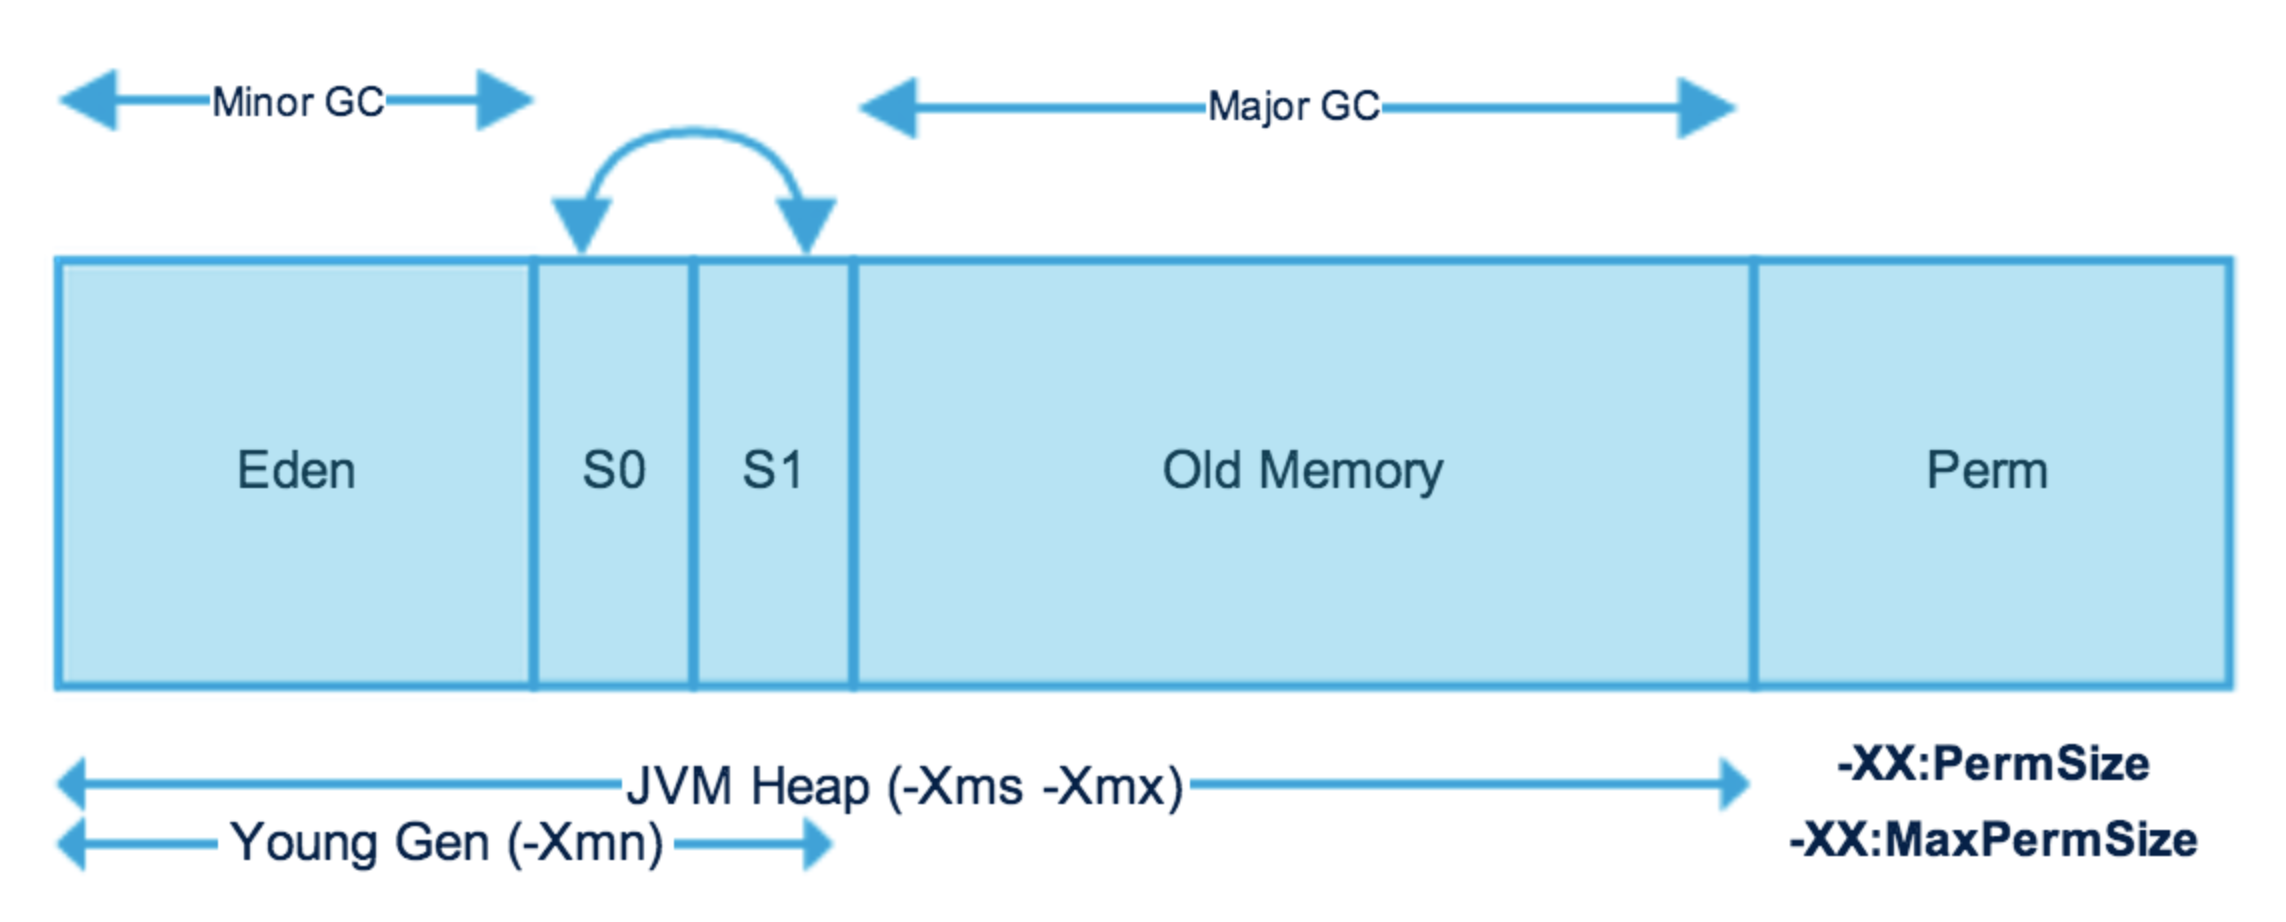 Minor GC
Major GC
Eden
S0
S1
Old Memory
Perm
JVM Heap (-Xms -Xmx)
Young Gen (-Xmn)
-XX:PermSize
-XX:MaxPermSize